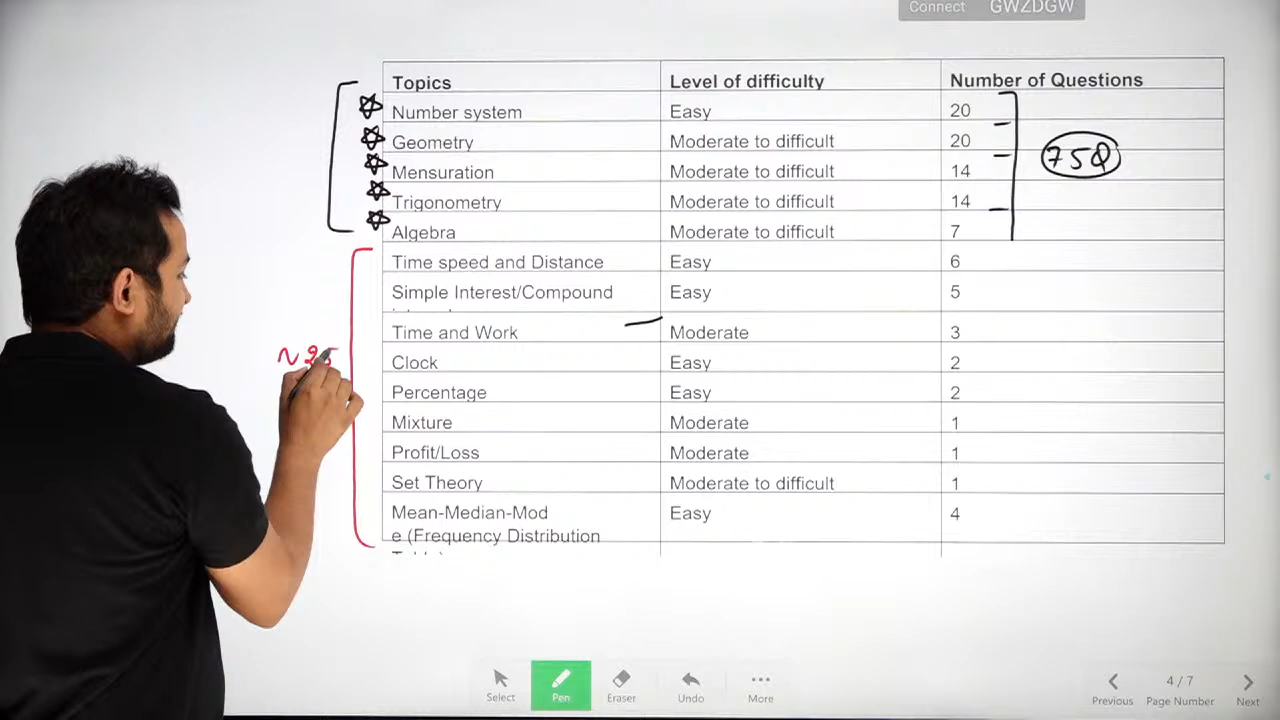 Connect GWZDGW
Topics Level of difficulty Number of Questions
Number system Easy 20
Geometry Moderate to difficult 20
Mensuration Moderate to difficult 14
Trigonometry Moderate to difficult 14
Algebra Moderate to difficult 7
75Q
Time speed and Distance Easy 6
Simple Interest/Compound Easy 5
Time and Work Moderate 3
~25
Clock Easy 2
Percentage Easy 2
Mixture Moderate 1
Profit/Loss Moderate 1
Set Theory Moderate to difficult 1
Mean-Median-Mod Easy 4
e (Frequency Distribution
Select Pen Eraser Undo More
4 / 7
Previous Page Number Next